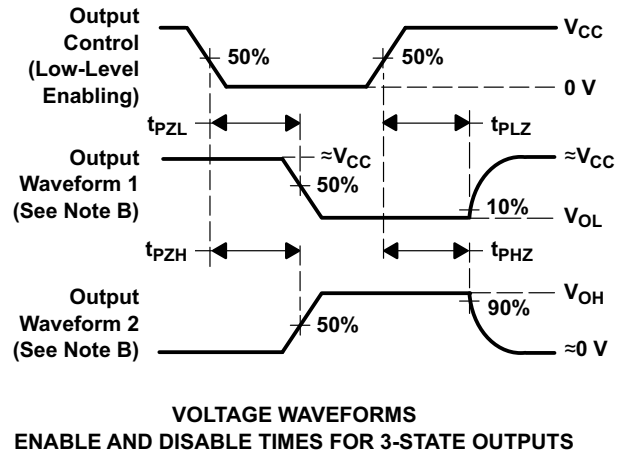 Output
Control
(Low-Level
Enabling)
50%
50%
VCC
0 V
tPZL
tPLZ
Output
Waveform 1
(See Note B)
≈VCC
50%
≈VCC
10%
VOL
tPZH
tPHZ
Output
Waveform 2
(See Note B)
50%
VOH
90%
≈0 V
VOLTAGE WAVEFORMS
ENABLE AND DISABLE TIMES FOR 3-STATE OUTPUTS